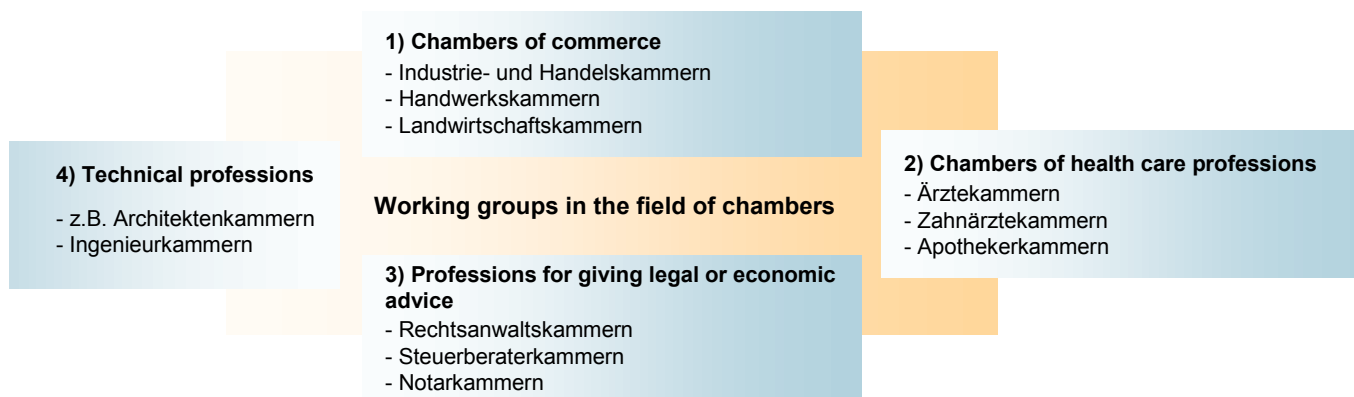 1) Chambers of commerce
- Industrie- und Handelskammern
- Handwerkskammern
- Landwirtschaftskammern
4) Technical professions
- z.B. Architektenkammern
- Ingenieurkammern
Working groups in the field of chambers
2) Chambers of health care professions
- Ärztekammern
- Zahnärztekammern
- Apothekerkammern
3) Professions for giving legal or economic
advice
- Rechtsanwaltskammern
- Steuerberaterkammern
- Notarkammern